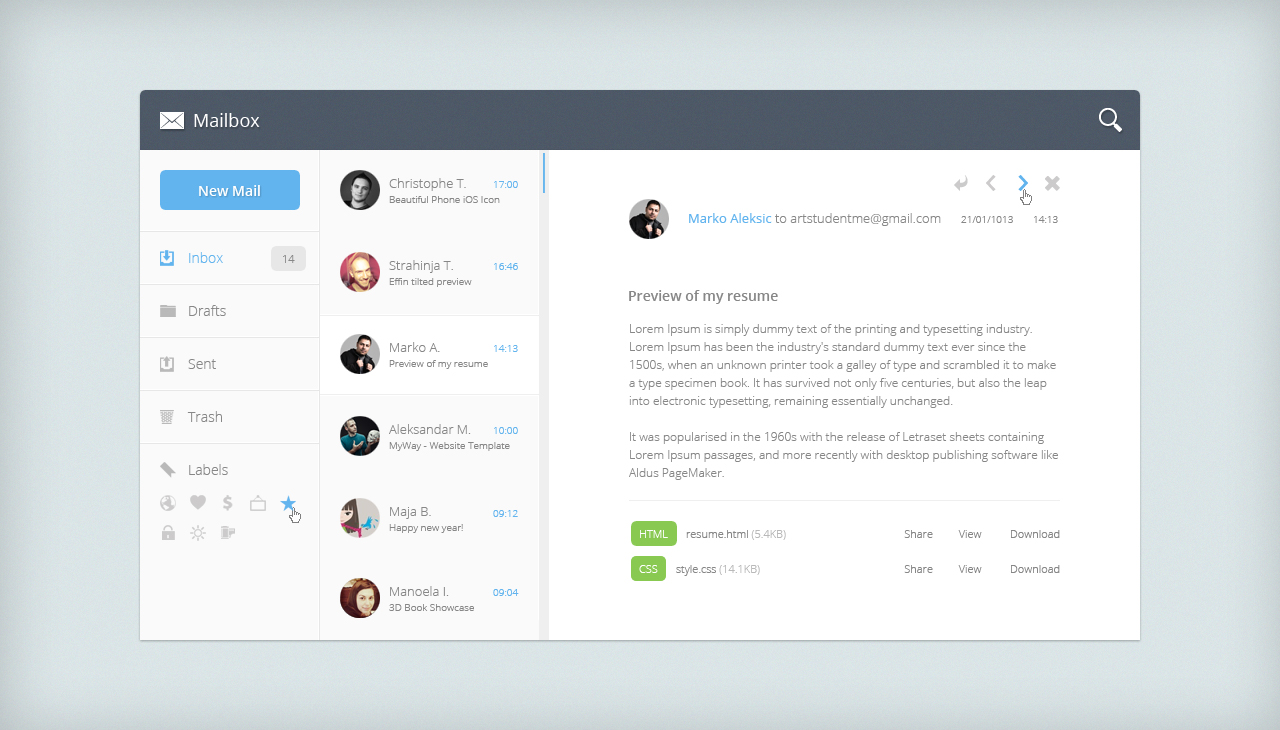 Mailbox
New Mail
Inbox 14
Drafts
Sent
Trash
Labels
Christophe T. 17:00
Beautiful Phone iOS Icon
Strahinja T. 16:46
Effin tilted preview
Marko A. 14:13
Preview of my resume
Aleksandar M. 10:00
MyWay - Website Template
Maja B. 09:12
Happy new year!
Manoela I. 09:04
3D Book Showcase
Marko Aleksic to artstudentme@gmail.com 21/01/1013 14:13
Preview of my resume
Lorem Ipsum is simply dummy text of the printing and typesetting industry.
Lorem Ipsum has been the industry's standard dummy text ever since the
1500s, when an unknown printer took a galley of type and scrambled it to make
a type specimen book. It has survived not only five centuries, but also the leap
into electronic typesetting, remaining essentially unchanged.
It was popularised in the 1960s with the release of Letraset sheets containing
Lorem Ipsum passages, and more recently with desktop publishing software like
Aldus PageMaker.
HTML resume.html (5.4KB) Share View Download
CSS style.css (14.1KB) Share View Download